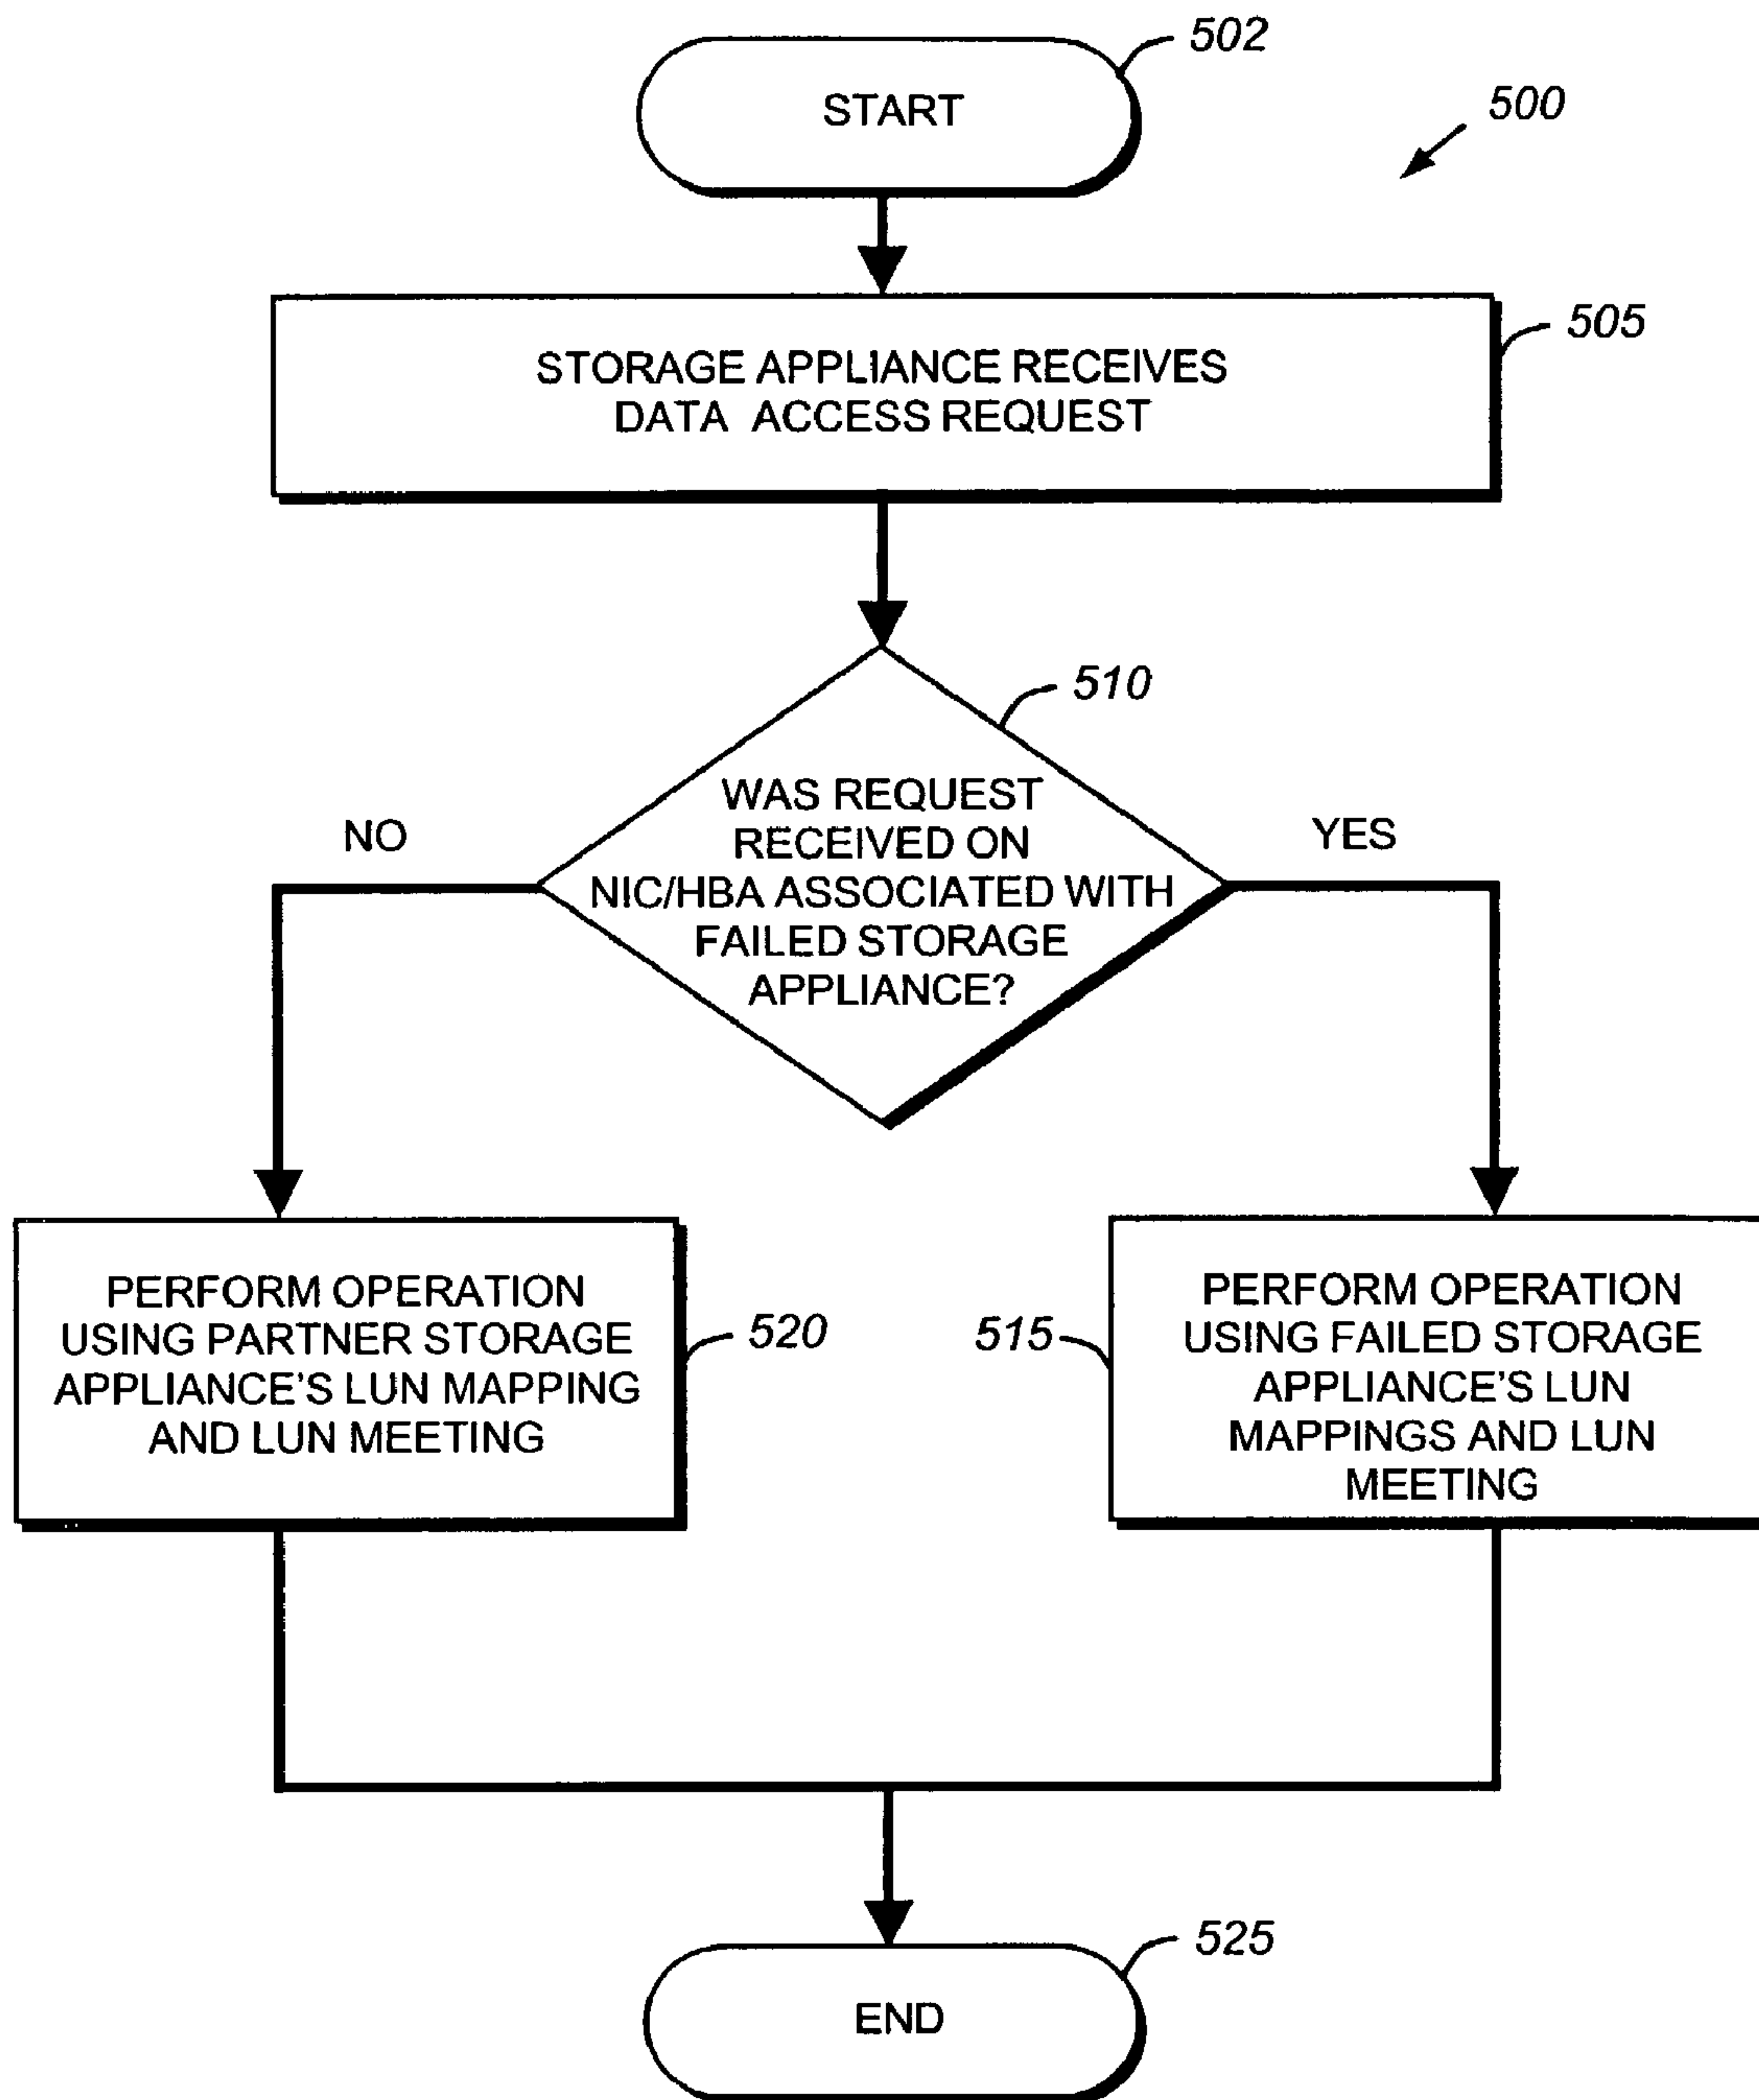 502
START
500
505
STORAGE APPLIANCE RECEIVES
DATA ACCESS REQUEST
510
WAS REQUEST
RECEIVED ON
NIC/HBA ASSOCIATED WITH
FAILED STORAGE
APPLIANCE?
NO
YES
PERFORM OPERATION
USING PARTNER STORAGE
APPLIANCE'S LUN MAPPING
AND LUN MEETING
520
515
PERFORM OPERATION
USING FAILED STORAGE
APPLIANCE'S LUN
MAPPINGS AND LUN
MEETING
525
END